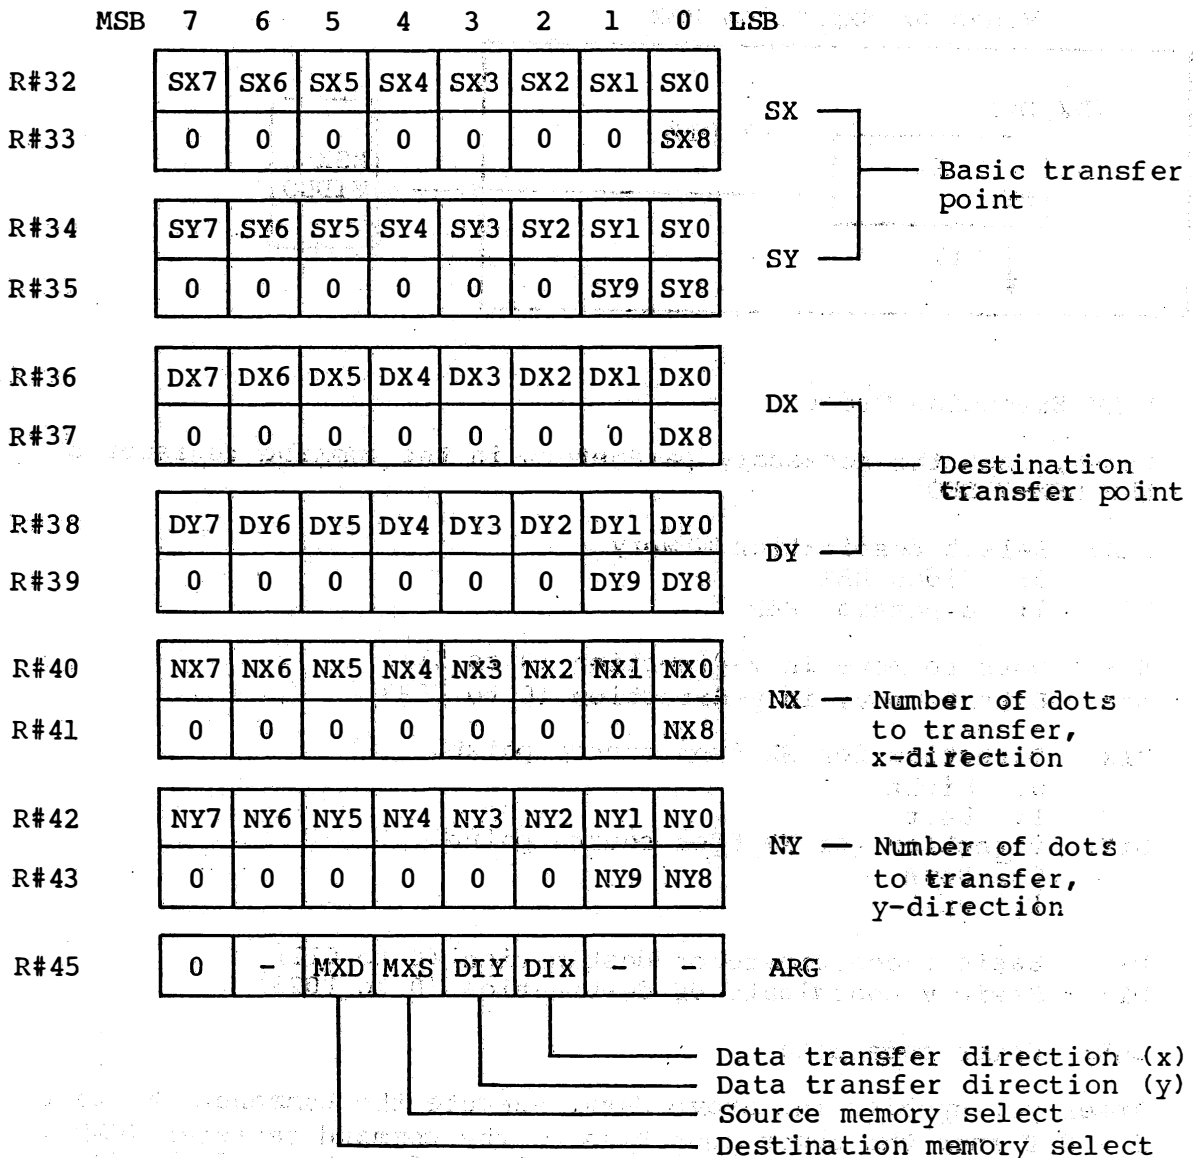 MSB 7 6 5 4 3 2 1 0 LSB
R#32 SX7 SX6 SX5 SX4 SX3 SX2 SX1 SX0
R#33 0 0 0 0 0 0 0 SX8
SX
Basic transfer
point
R#34 SY7 SY6 SY5 SY4 SY3 SY2 SY1 SY0
R#35 0 0 0 0 0 0 SY9 SY8
SY
R#36 DX7 DX6 DX5 DX4 DX3 DX2 DX1 DX0
R#37 0 0 0 0 0 0 0 DX8
DX
Destination
transfer point
R#38 DY7 DY6 DY5 DY4 DY3 DY2 DY1 DY0
R#39 0 0 0 0 0 0 DY9 DY8
DY
R#40 NX7 NX6 NX5 NX4 NX3 NX2 NX1 NX0
R#41 0 0 0 0 0 0 0 NX8
NX — Number of dots
to transfer,
x-direction
R#42 NY7 NY6 NY5 NY4 NY3 NY2 NY1 NY0
R#43 0 0 0 0 0 0 NY9 NY8
NY — Number of dots
to transfer,
y-direction
R#45 0 - MXD MXS DIY DIX - - ARG
Data transfer direction (x)
Data transfer direction (y)
Source memory select
Destination memory select